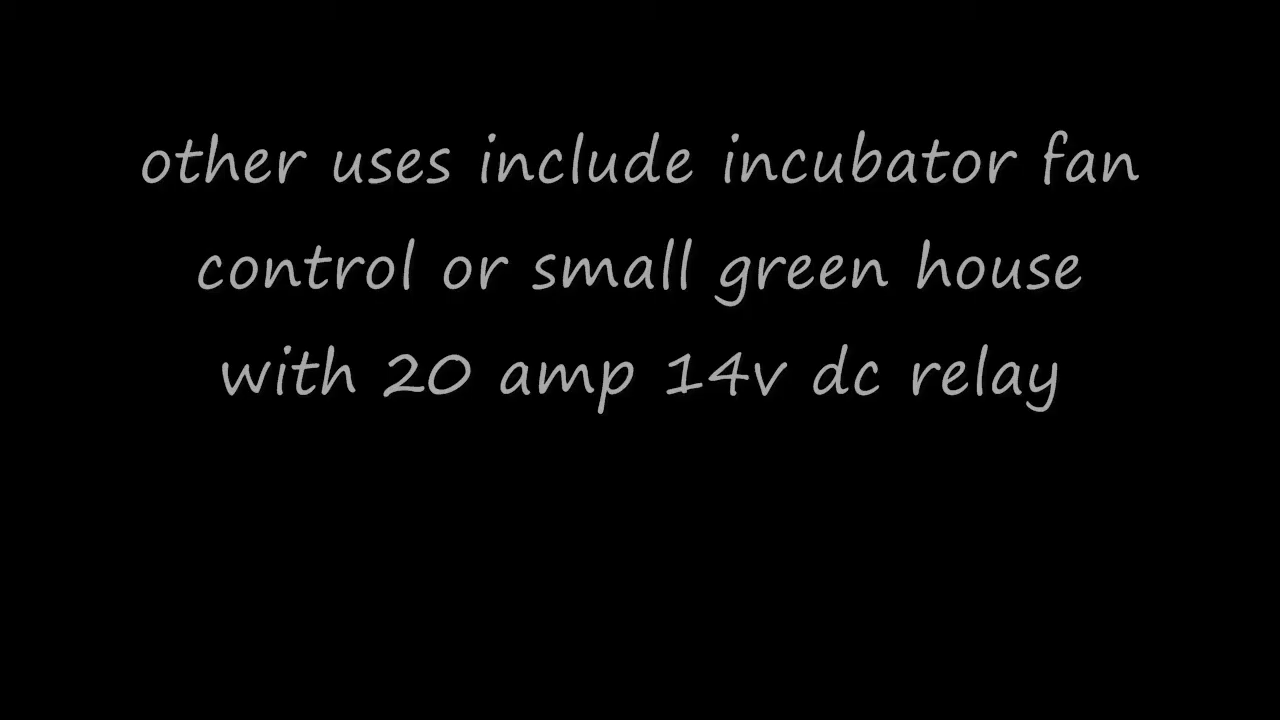 other uses include incubator fan
control or small green house
with 20 amp 14v dc relay